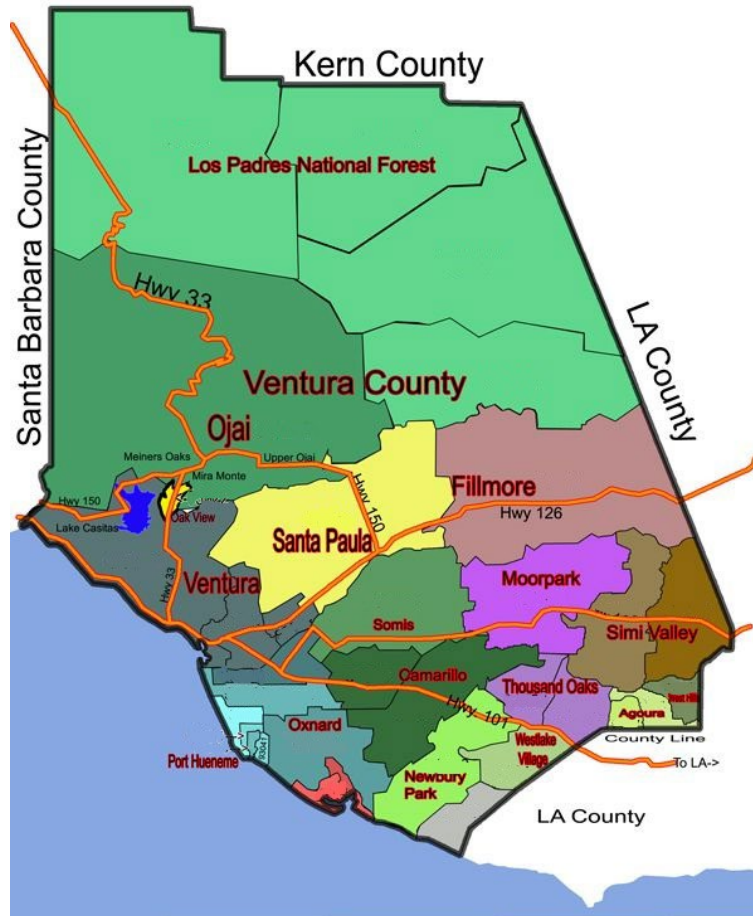 Kern County
Santa Barbara County
Los Padres National Forest
Hwy 33
LA County
Ventura County
Ojai
Meiners Oaks
Upper Ojai
Mira Monte
Hwy 150
Fillmore
Hwy 150
Hwy 126
Oak View
Lake Casitas
Santa Paula
Hwy 33
Ventura
Moorpark
Somis
Simi Valley
Camarillo
Thousand Oaks
Hwy 101
Agoura
Oxnard
Westlake
Village
County Line
Port Hueneme
To LA->
Newbury
Park
LA County